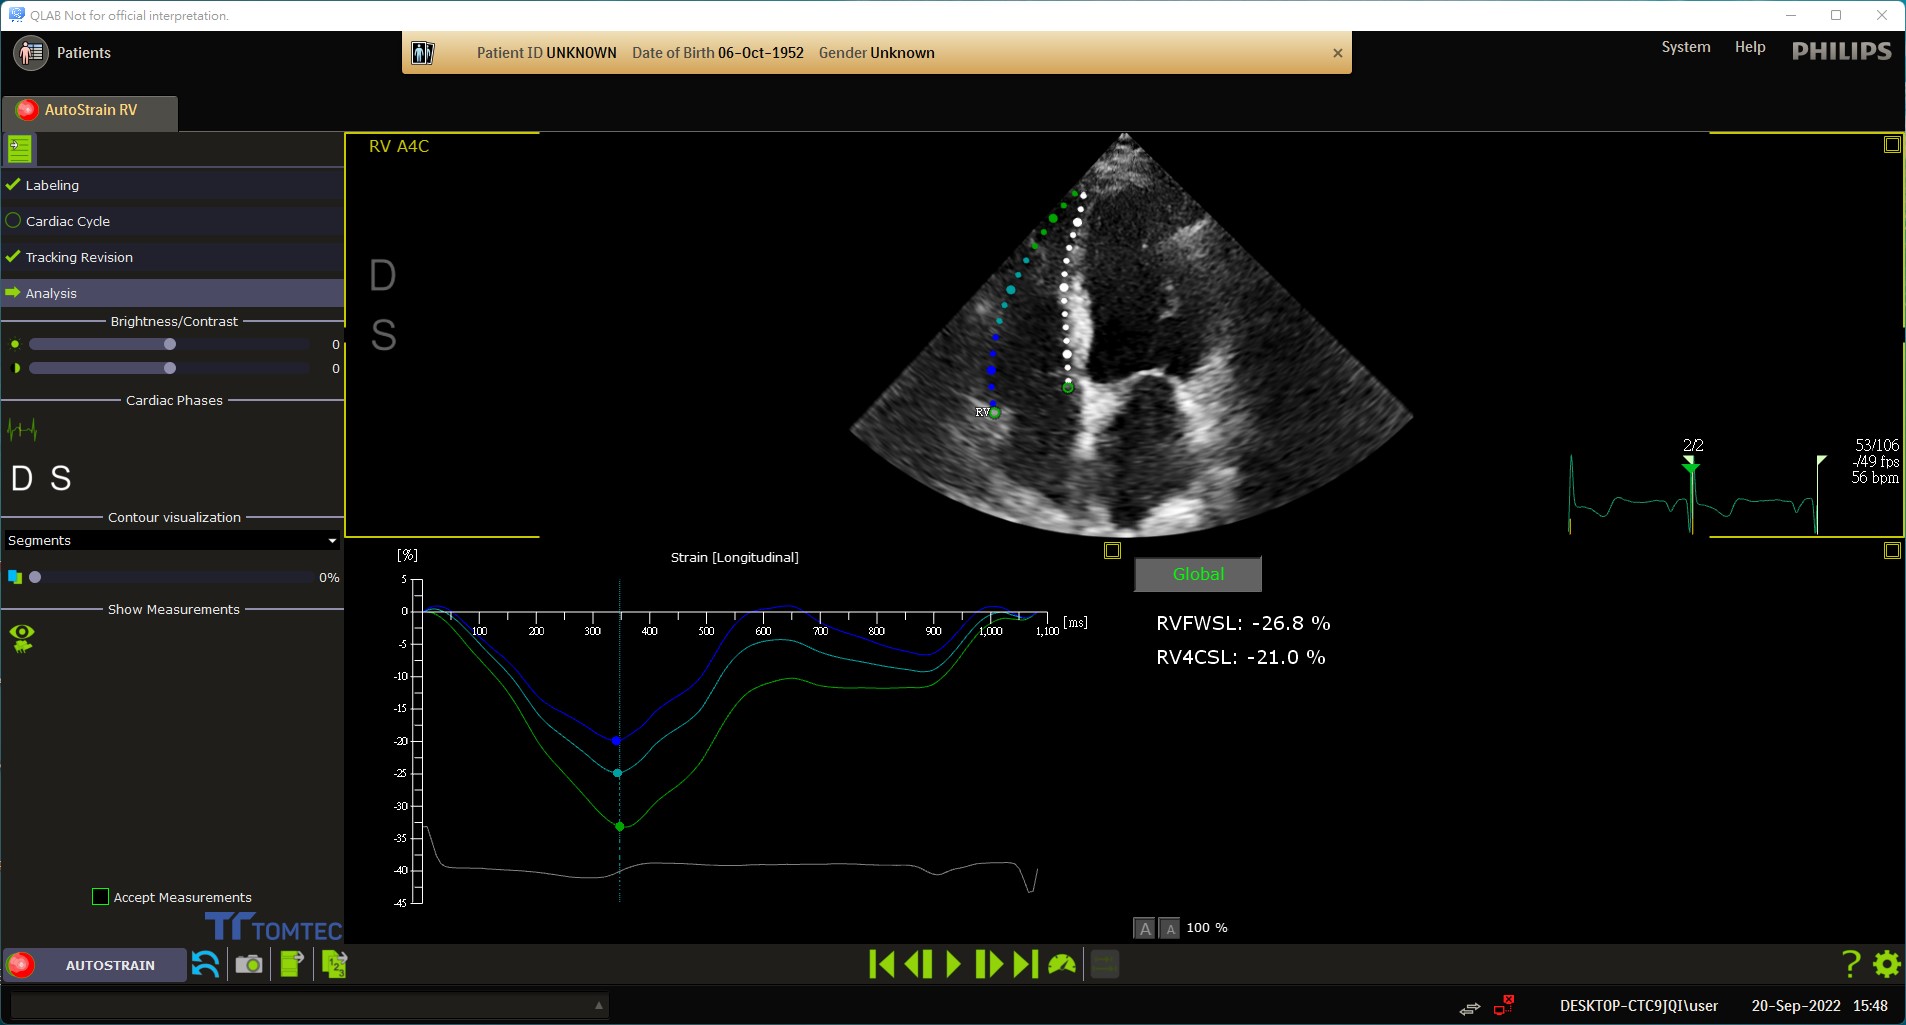 QLAB Not for official interpretation.
Patients
Patient ID UNKNOWN Date of Birth 06-Oct-1952 Gender Unknown
System Help PHILIPS
AutoStrain RV
Labeling
Cardiac Cycle
Tracking Revision
Analysis
Brightness/Contrast
0
0
Cardiac Phases
D S
Contour visualization
Segments
0%
Show Measurements
Accept Measurements
TOMTEC
RV A4C
D
S
RV
2/2
53/106
-/49 fps
56 bpm
[%]
Strain [Longitudinal]
5
0
-5
-10
-15
-20
-25
-30
-35
-40
-45
100 200 300 400 500 600 700 800 900 1,000 1,100 [ms]
Global
RVFWSL: -26.8 %
RV4CSL: -21.0 %
A A 100 %
AUTOSTRAIN
1 2 3
?
DESKTOP-CTC9JQI\user 20-Sep-2022 15:48